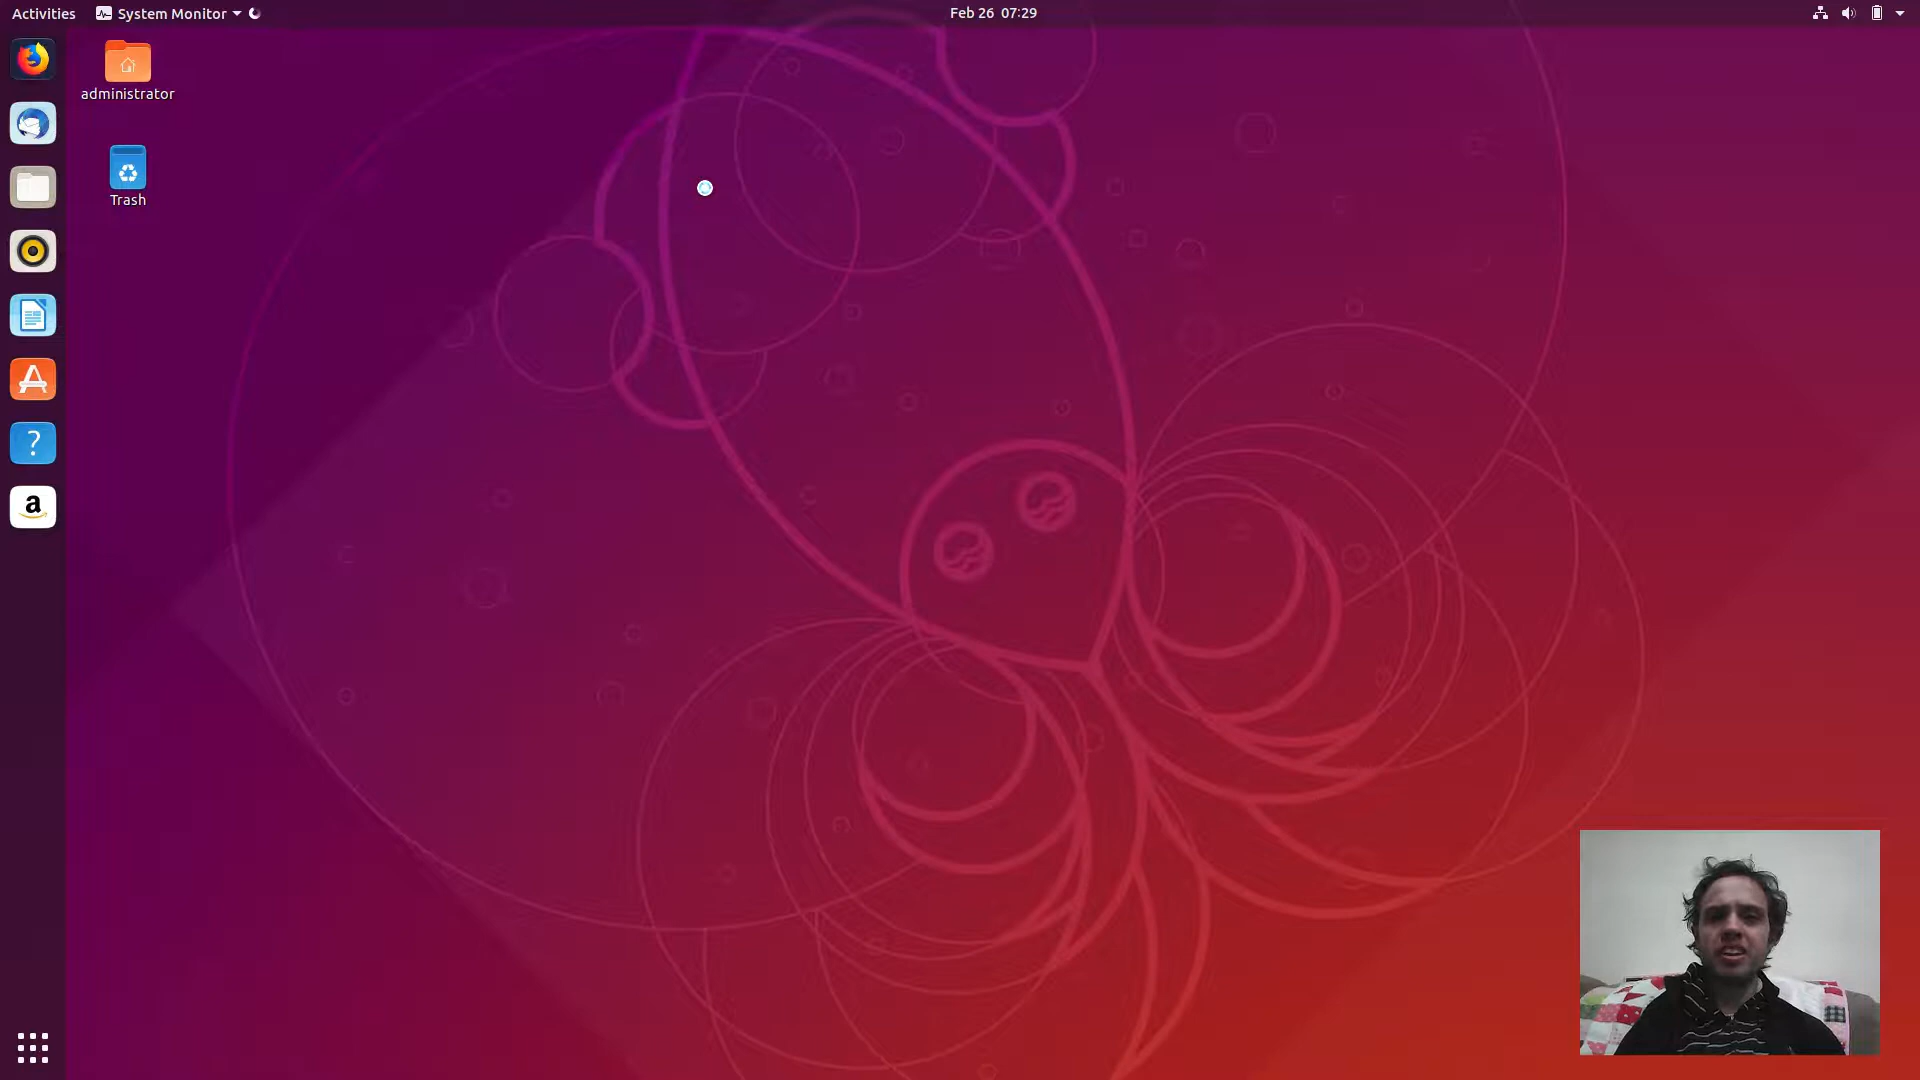 Activities
System Monitor
Feb 26 07:29
administrator
Trash
?
a